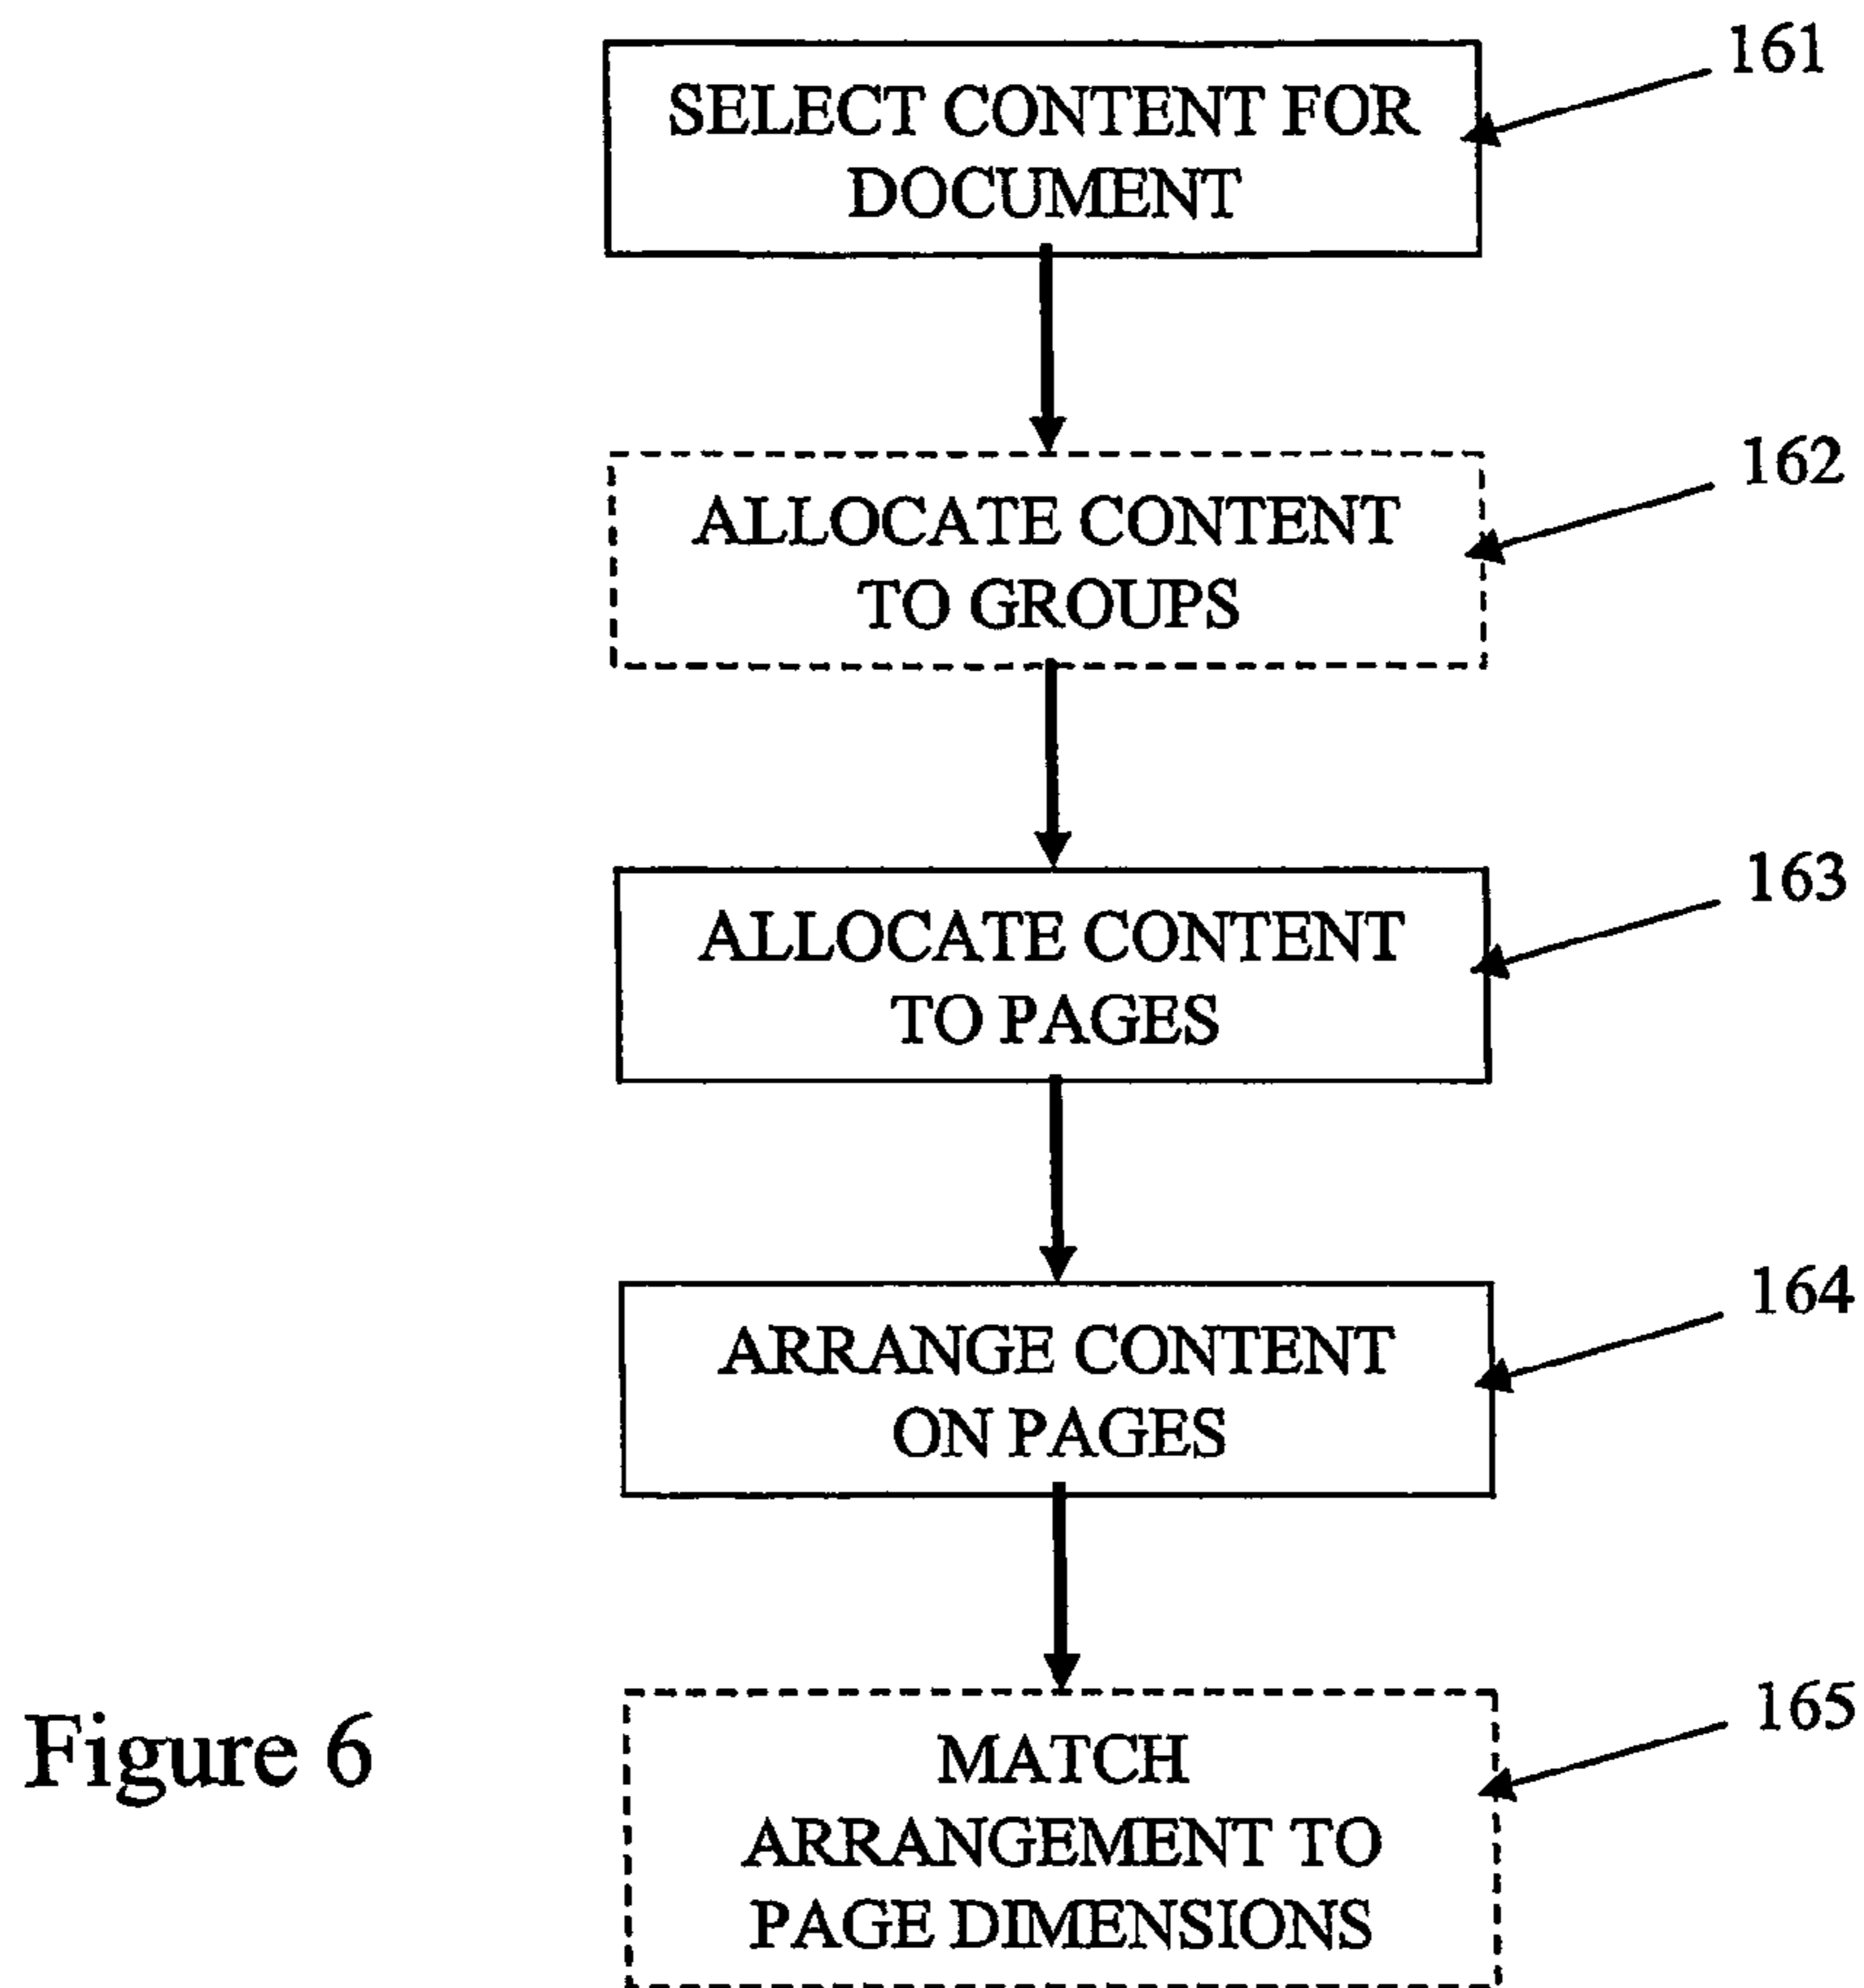 161
SELECT CONTENT FOR
DOCUMENT
162
ALLOCATE CONTENT
TO GROUPS
163
ALLOCATE CONTENT
TO PAGES
164
ARRANGE CONTENT
ON PAGES
165
MATCH
ARRANGEMENT TO
PAGE DIMENSIONS
Figure 6